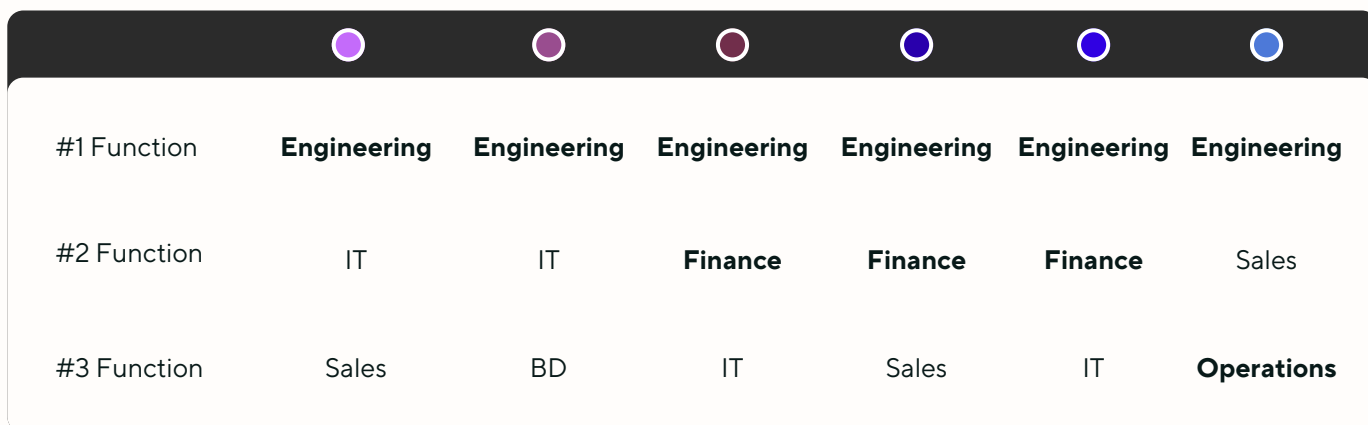 #1 Function Engineering Engineering Engineering Engineering Engineering Engineering
#2 Function IT IT Finance Finance Finance Sales
#3 Function Sales BD IT Sales IT Operations